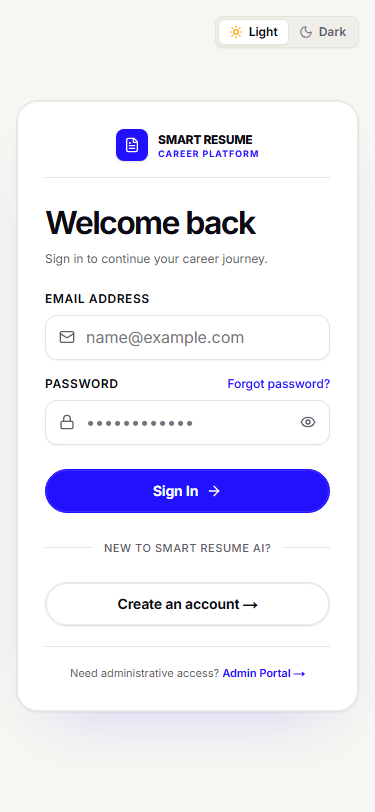 Light Dark
SMART RESUME
CAREER PLATFORM
Welcome back
Sign in to continue your career journey.
EMAIL ADDRESS
name@example.com
PASSWORD Forgot password?
••••••••••••
Sign In →
NEW TO SMART RESUME AI?
Create an account →
Need administrative access? Admin Portal →